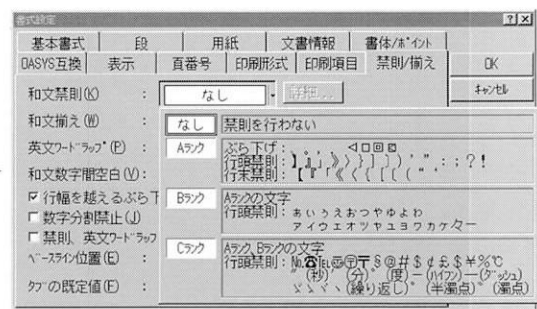 書式設定
基本書式 段 用紙 文書情報 書体/ポイント
OASYS互換 表示 頁番号 印刷形式 印刷項目 禁則/揃え
OK
キャンセル
和文禁則(K) : なし 詳細...
和文揃え(W) :
英文ワードラップ(P) :
和文数字間空白(V):
行幅を越えるぶら下
数字分割禁止(J)
禁則、英文ワードラップ
ベースライン位置(E) :
タブの既定値(F) :
なし 禁則を行わない
Aランク ぶら下げ:
行頭禁則:
行末禁則:
Bランク Aランクの文字
行頭禁則: ぁぃぅぇぉっゃゅょゎ
ァィゥェォッャュョヮヵヶ々ー
Cランク Aランク、Bランクの文字
行頭禁則: №☎℡〒§@#$¢£$¥%℃
(秒) (分) (度) ー(ハイフン) ―(ダッシュ)
(繰り返し) (半濁点) (濁点)